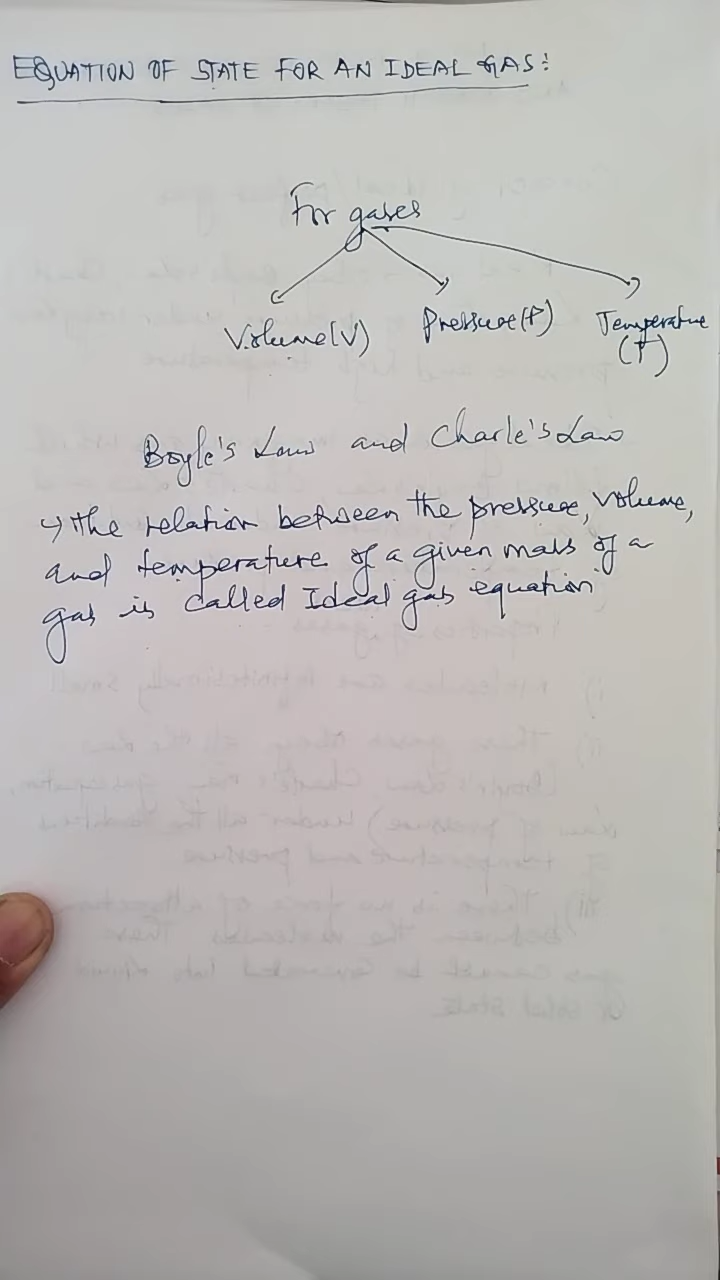 EQUATION OF STATE FOR AN IDEAL GAS:
For gases
Volume(V) Pressure(P) Temperature
(T)
Boyle's Law and Charle's Law
↳ the relation between the pressure, volume,
and temperature of a given mass of a
gas is called Ideal gas equation